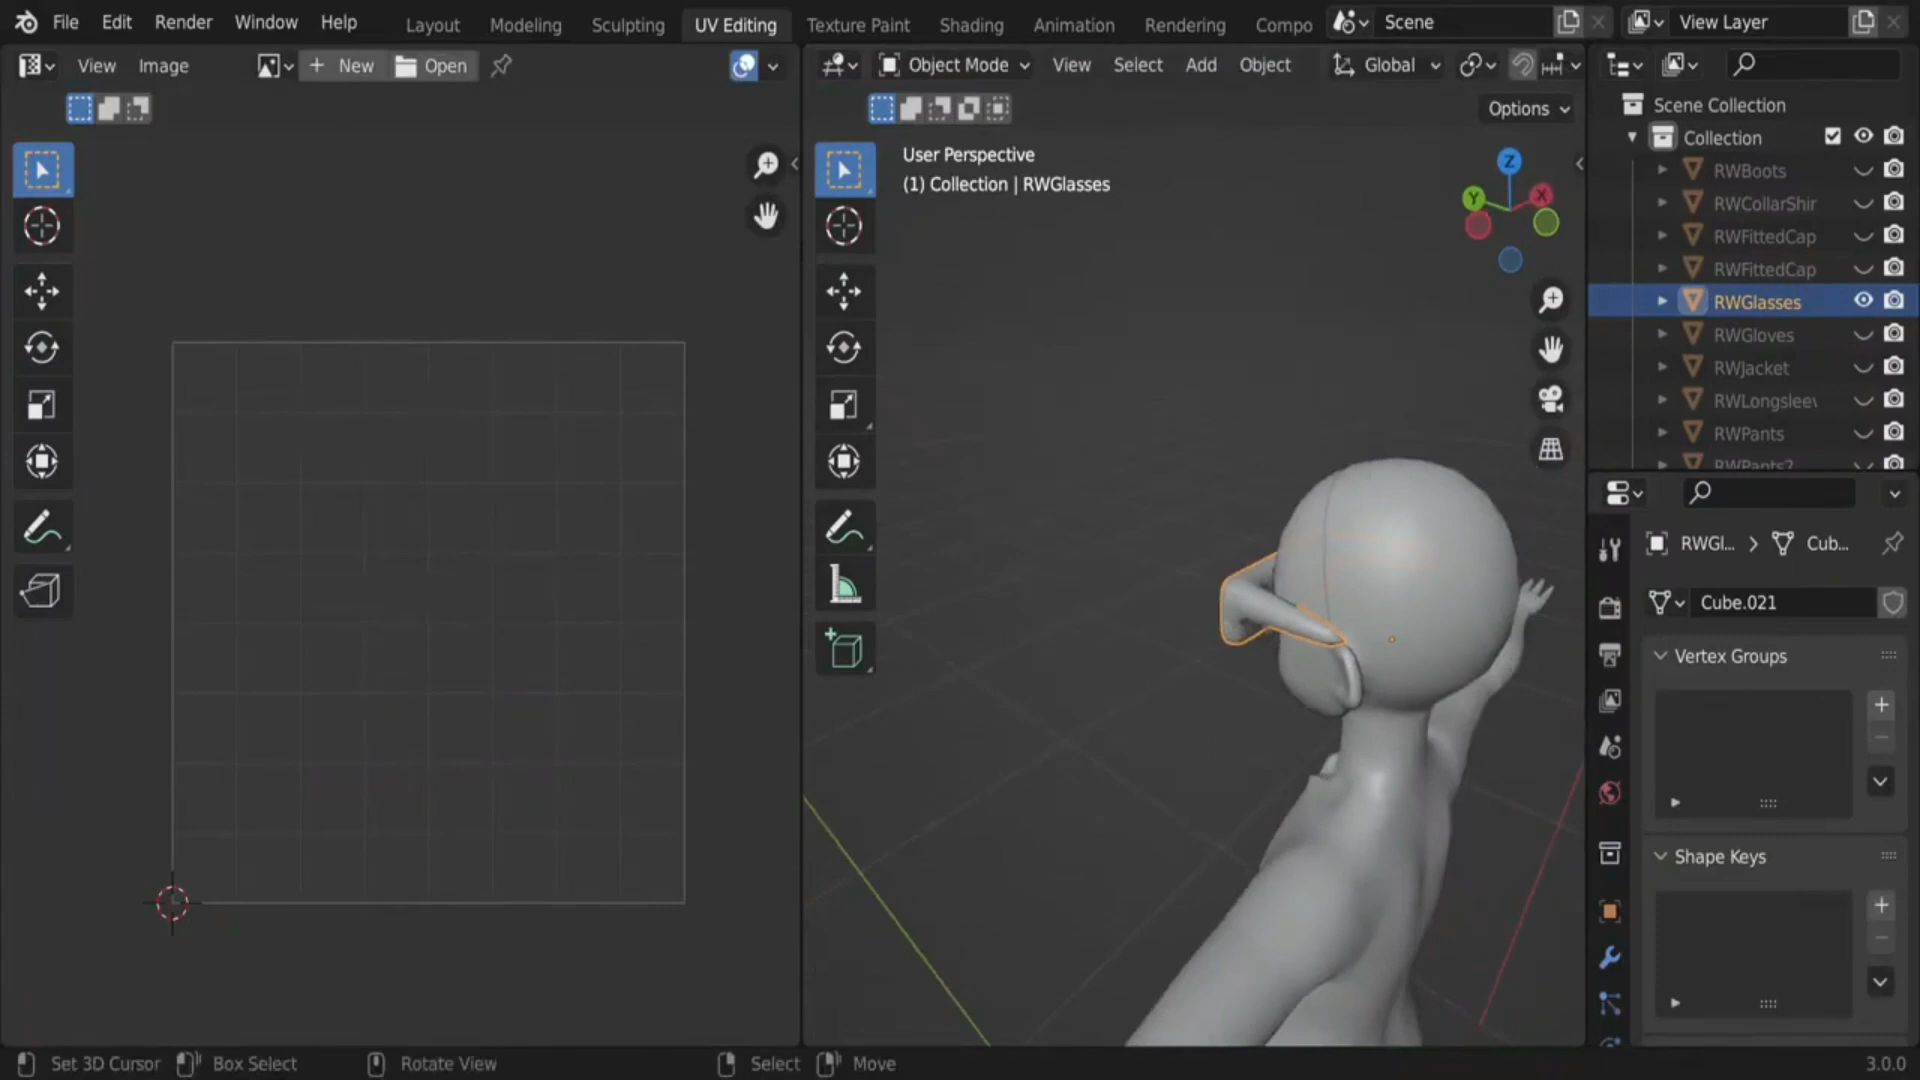 File Edit Render Window Help Layout Modeling Sculpting UV Editing Texture Paint Shading Animation Rendering Compo Scene View Layer
View Image New Open Object Mode View Select Add Object Global
Options
User Perspective
(1) Collection | RWGlasses
Z
Y
X
Scene Collection
Collection
RWBoots
RWCollarShir
RWFittedCap
RWFittedCap
RWGlasses
RWGloves
RWJacket
RWLongsleev
RWPants
RWPants2
RWGl... Cub...
Cube.021
Vertex Groups
Shape Keys
Set 3D Cursor Box Select Rotate View Select Move 3.0.0